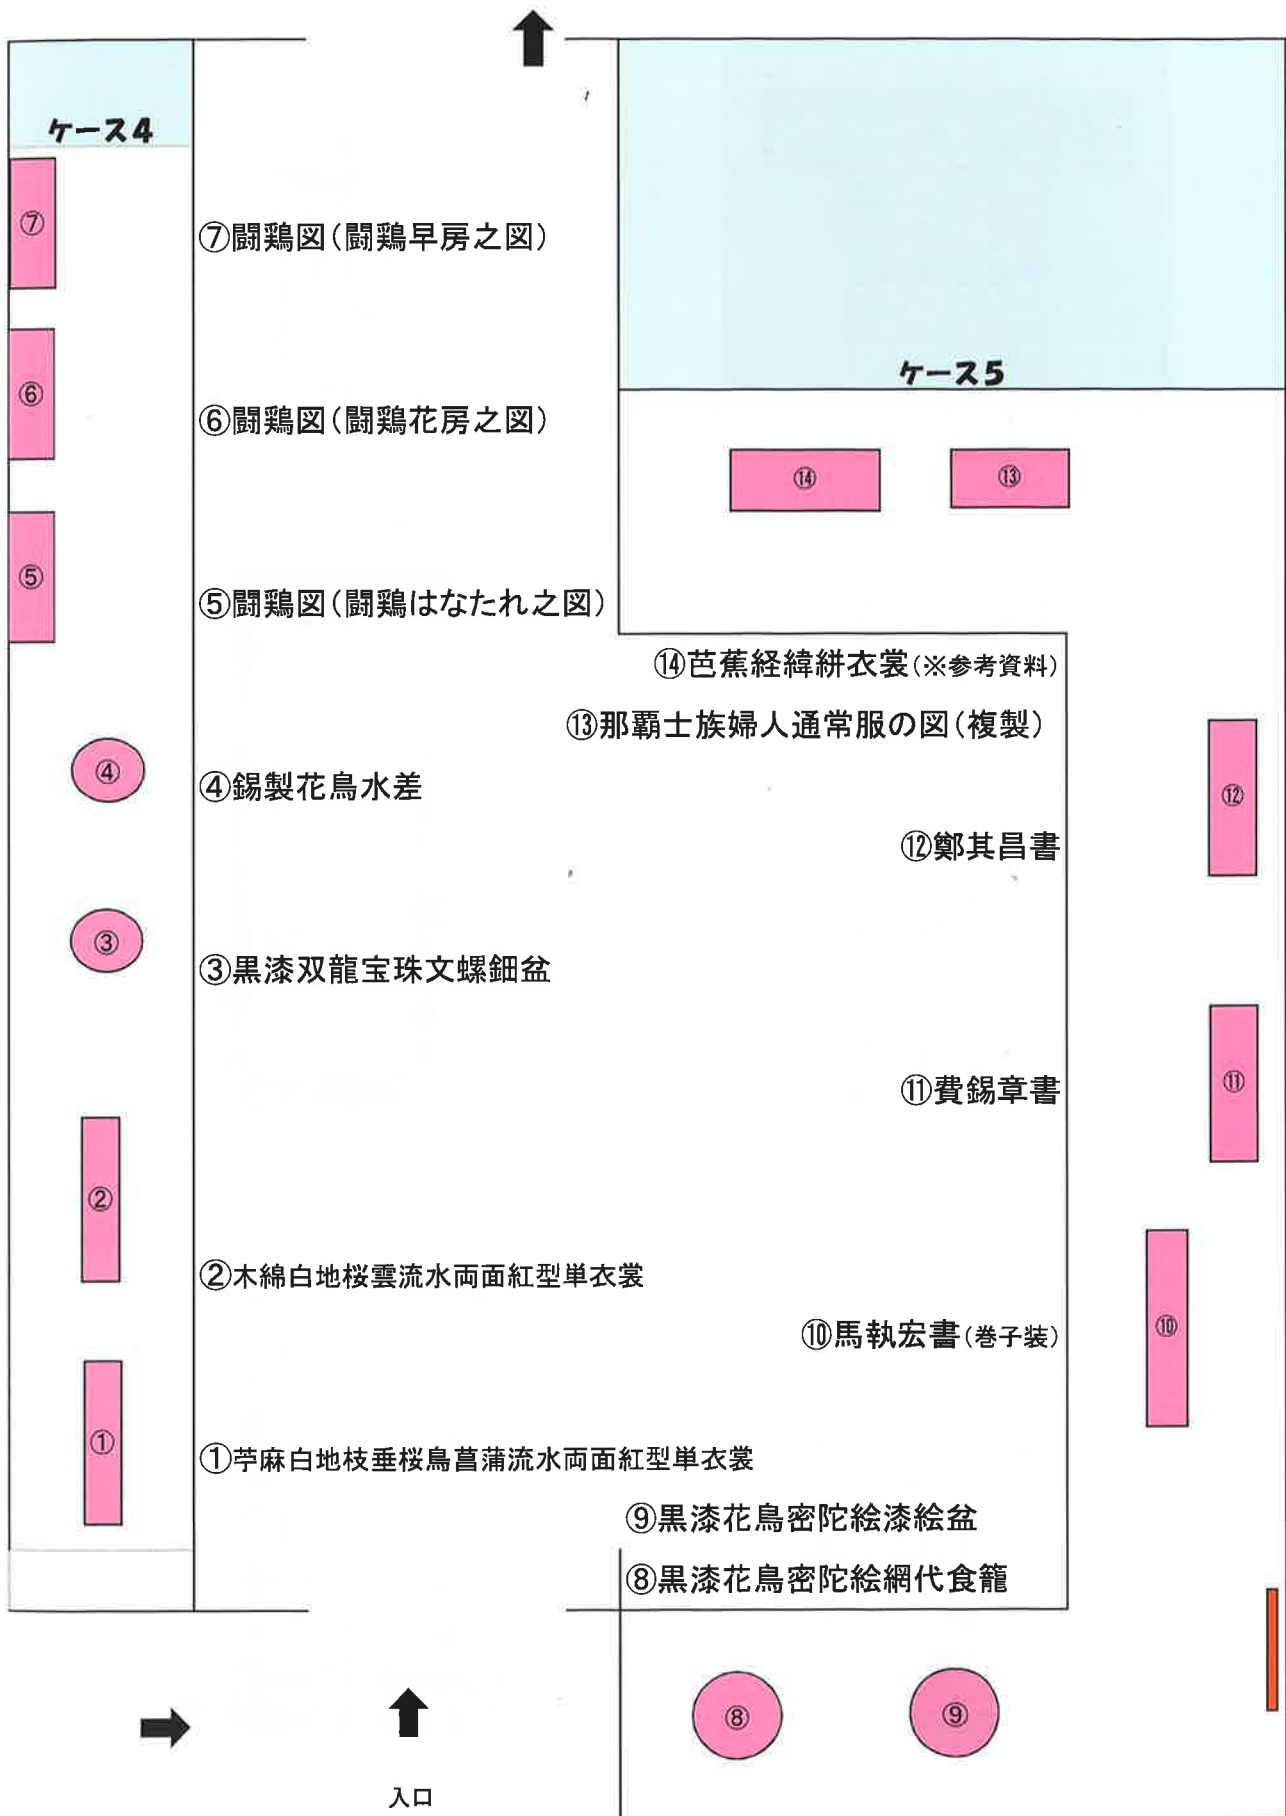 ケース4
⑦
⑦闘鶏図(闘鶏早房之図)
⑥
⑥闘鶏図(闘鶏花房之図)
⑤
⑤闘鶏図(闘鶏はなたれ之図)
④
④錫製花鳥水差
③
③黒漆双龍宝珠文螺鈿盆
②
②木綿白地桜雲流水両面紅型単衣裳
①
①苧麻白地枝垂桜鳥菖蒲流水両面紅型単衣裳
ケース5
⑭
⑬
⑭芭蕉経緯絣衣裳(※参考資料)
⑬那覇士族婦人通常服の図(複製)
⑫
⑫鄭其昌書
⑪
⑪費錫章書
⑩
⑩馬執宏書(巻子装)
⑨黒漆花鳥密陀絵漆絵盆
⑧黒漆花鳥密陀絵網代食籠
⑧
⑨
入口